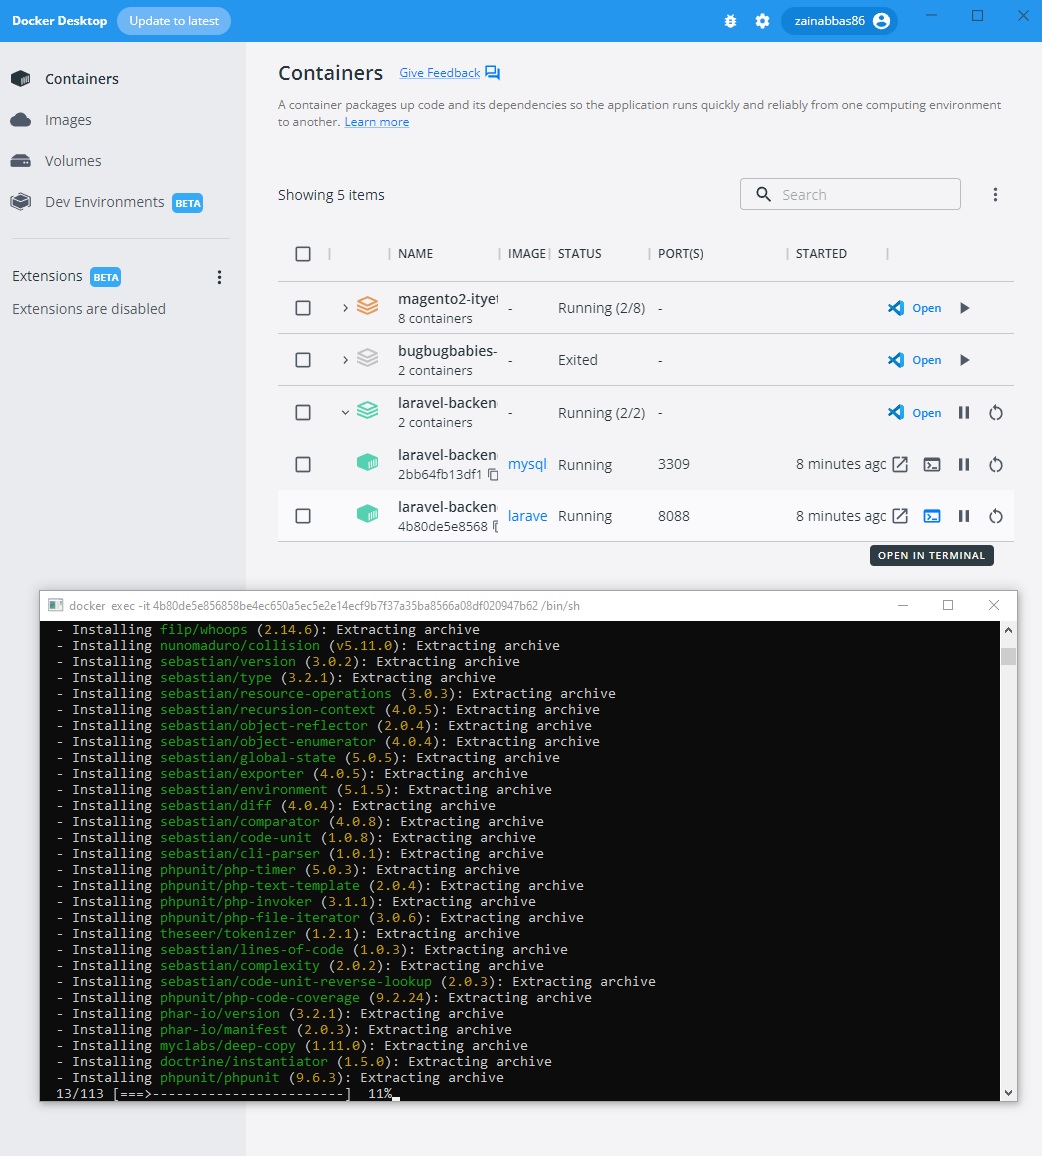 Docker Desktop Update to latest zainabbas86
Containers
Images
Volumes
Dev Environments BETA
Extensions BETA
Extensions are disabled
Containers Give Feedback
A container packages up code and its dependencies so the application runs quickly and reliably from one computing environment
to another. Learn more
Showing 5 items Search
NAME IMAGE STATUS PORT(S) STARTED
magento2-ityet - Running (2/8) - Open
8 containers
bugbugbabies- - Exited - Open
2 containers
laravel-backen - Running (2/2) - Open
2 containers
laravel-backen mysql Running 3309 8 minutes agc
2bb64fb13df1
laravel-backen larave Running 8088 8 minutes agc
4b80de5e8568
OPEN IN TERMINAL
docker exec -it 4b80de5e856858be4ec650a5ec5e2e14ecf9b7f37a35ba8566a08df020947b62 /bin/sh
- Installing filp/whoops (2.14.6): Extracting archive
- Installing nunomaduro/collision (v5.11.0): Extracting archive
- Installing sebastian/version (3.0.2): Extracting archive
- Installing sebastian/type (3.2.1): Extracting archive
- Installing sebastian/resource-operations (3.0.3): Extracting archive
- Installing sebastian/recursion-context (4.0.5): Extracting archive
- Installing sebastian/object-reflector (2.0.4): Extracting archive
- Installing sebastian/object-enumerator (4.0.4): Extracting archive
- Installing sebastian/global-state (5.0.5): Extracting archive
- Installing sebastian/exporter (4.0.5): Extracting archive
- Installing sebastian/environment (5.1.5): Extracting archive
- Installing sebastian/diff (4.0.4): Extracting archive
- Installing sebastian/comparator (4.0.8): Extracting archive
- Installing sebastian/code-unit (1.0.8): Extracting archive
- Installing sebastian/cli-parser (1.0.1): Extracting archive
- Installing phpunit/php-timer (5.0.3): Extracting archive
- Installing phpunit/php-text-template (2.0.4): Extracting archive
- Installing phpunit/php-invoker (3.1.1): Extracting archive
- Installing phpunit/php-file-iterator (3.0.6): Extracting archive
- Installing theseer/tokenizer (1.2.1): Extracting archive
- Installing sebastian/lines-of-code (1.0.3): Extracting archive
- Installing sebastian/complexity (2.0.2): Extracting archive
- Installing sebastian/code-unit-reverse-lookup (2.0.3): Extracting archive
- Installing phpunit/php-code-coverage (9.2.24): Extracting archive
- Installing phar-io/version (3.2.1): Extracting archive
- Installing phar-io/manifest (2.0.3): Extracting archive
- Installing myclabs/deep-copy (1.11.0): Extracting archive
- Installing doctrine/instantiator (1.5.0): Extracting archive
- Installing phpunit/phpunit (9.6.3): Extracting archive
13/113 [===>------------------------] 11%